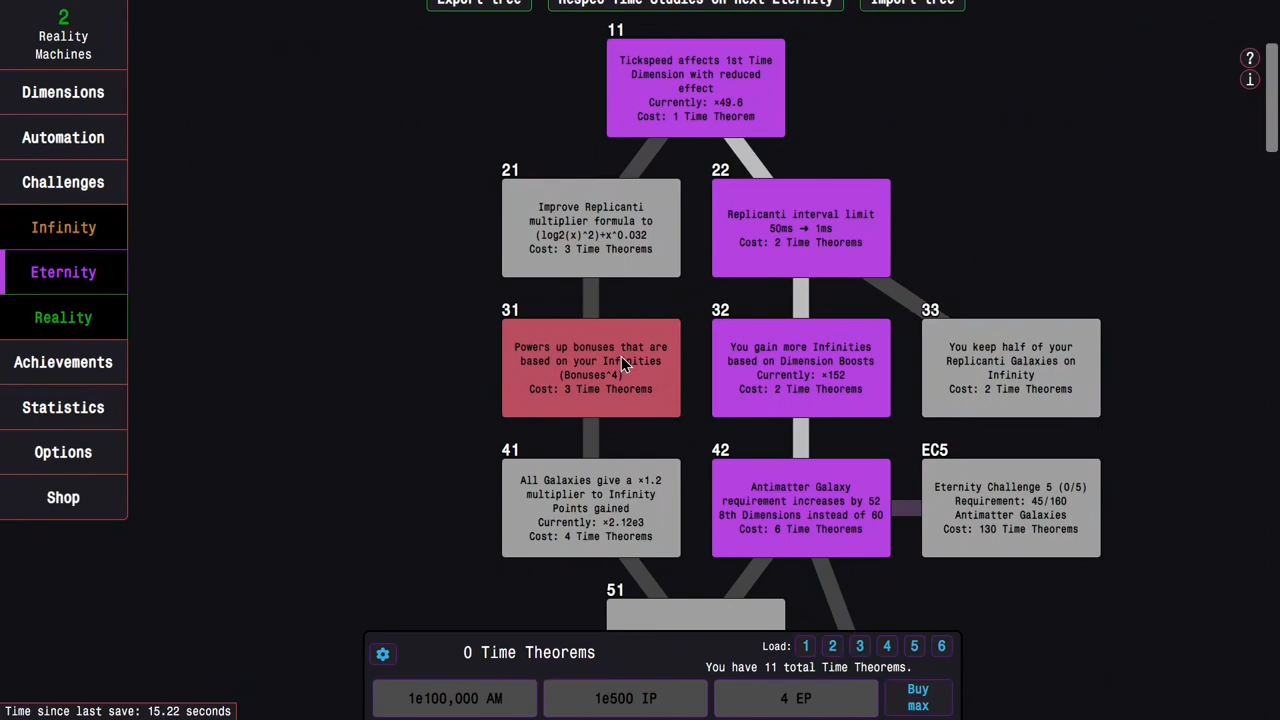 2
Reality
Machines
Dimensions
Automation
Challenges
Infinity
Eternity
Reality
Achievements
Statistics
Options
Shop
Export tree
Respec Time Studies on next Eternity
Import tree
?
i
11
Tickspeed affects 1st Time
Dimension with reduced
effect
Currently: ×49.6
Cost: 1 Time Theorem
21
Improve Replicanti
multiplier formula to
(log2(x)^2)+x^0.032
Cost: 3 Time Theorems
22
Replicanti interval limit
50ms → 1ms
Cost: 2 Time Theorems
31
Powers up bonuses that are
based on your Infinities
(Bonuses^4)
Cost: 3 Time Theorems
32
You gain more Infinities
based on Dimension Boosts
Currently: ×152
Cost: 2 Time Theorems
33
You keep half of your
Replicanti Galaxies on
Infinity
Cost: 2 Time Theorems
41
All Galaxies give a ×1.2
multiplier to Infinity
Points gained
Currently: ×2.12e3
Cost: 4 Time Theorems
42
Antimatter Galaxy
requirement increases by 52
8th Dimensions instead of 60
Cost: 6 Time Theorems
EC5
Eternity Challenge 5 (0/5)
Requirement: 45/160
Antimatter Galaxies
Cost: 130 Time Theorems
51
0 Time Theorems
Load: 1 2 3 4 5 6
You have 11 total Time Theorems.
1e100,000 AM
1e500 IP
4 EP
Buy
max
Time since last save: 15.22 seconds